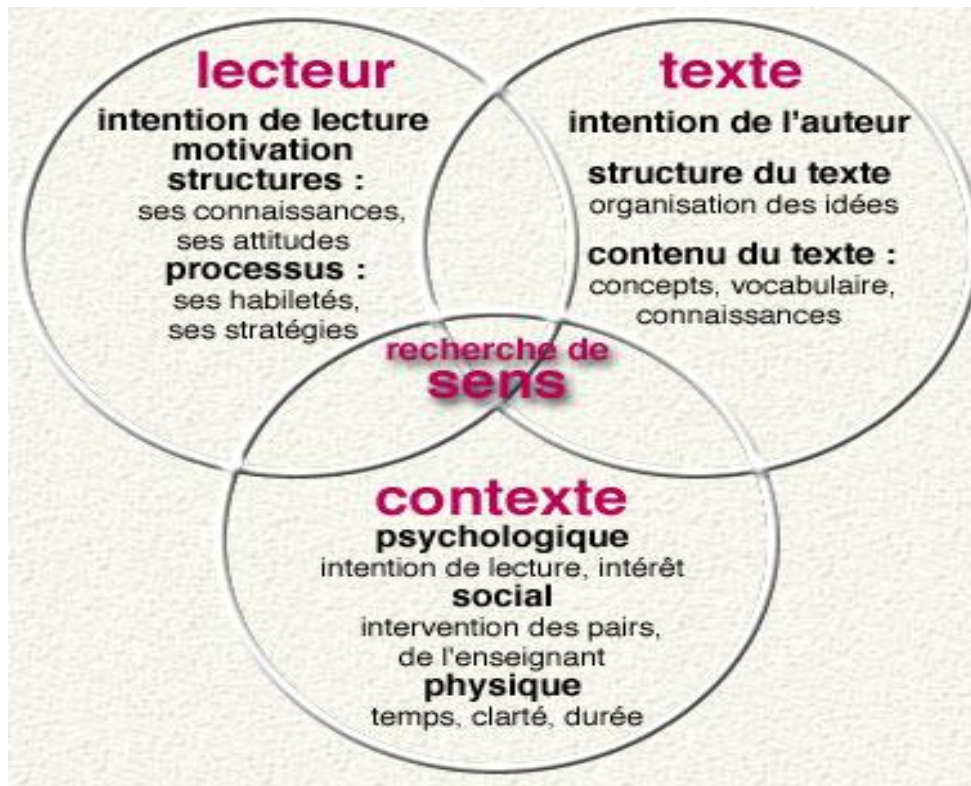 lecteur
intention de lecture
motivation
structures :
ses connaissances,
ses attitudes
processus :
ses habiletés,
ses stratégies
texte
intention de l'auteur
structure du texte
organisation des idées
contenu du texte :
concepts, vocabulaire,
connaissances
recherche de
sens
contexte
psychologique
intention de lecture, intérêt
social
intervention des pairs,
de l'enseignant
physique
temps, clarté, durée